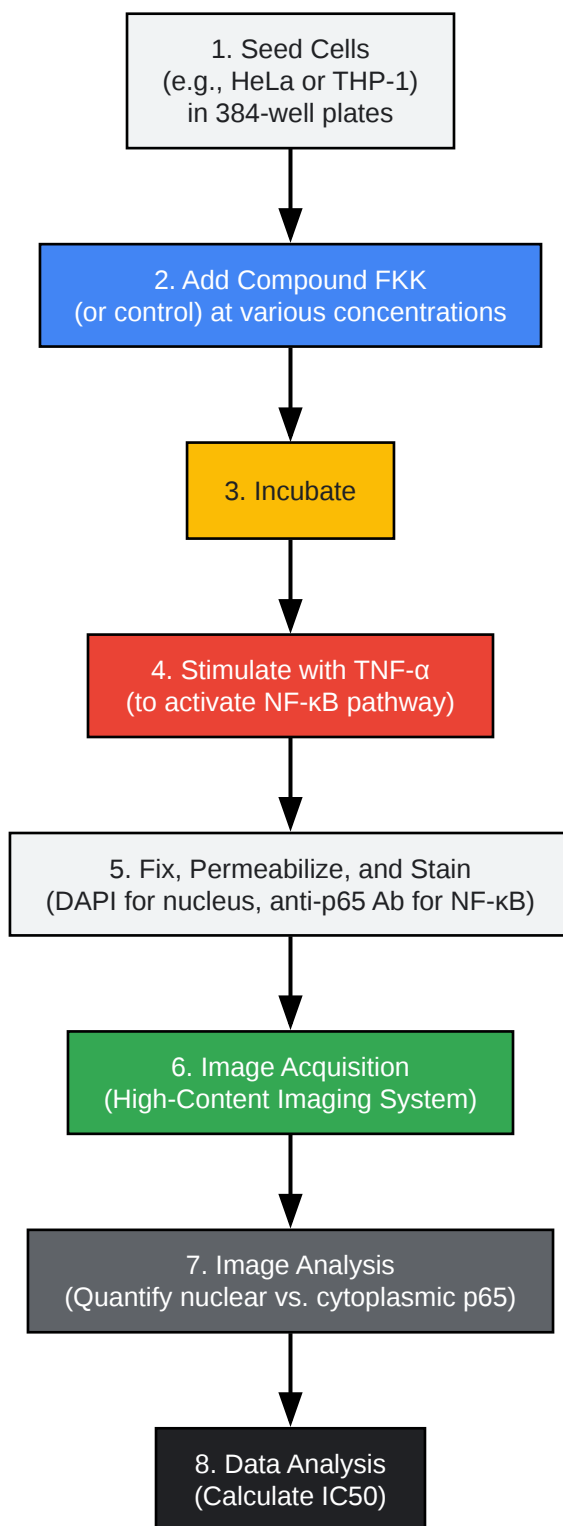 1. Seed Cells
(e.g., HeLa or THP-1)
in 384-well plates
2. Add Compound FKK
(or control) at various concentrations
3. Incubate
4. Stimulate with TNF-α
(to activate NF-κB pathway)
5. Fix, Permeabilize, and Stain
(DAPI for nucleus, anti-p65 Ab for NF-κB)
6. Image Acquisition
(High-Content Imaging System)
7. Image Analysis
(Quantify nuclear vs. cytoplasmic p65)
8. Data Analysis
(Calculate IC50)